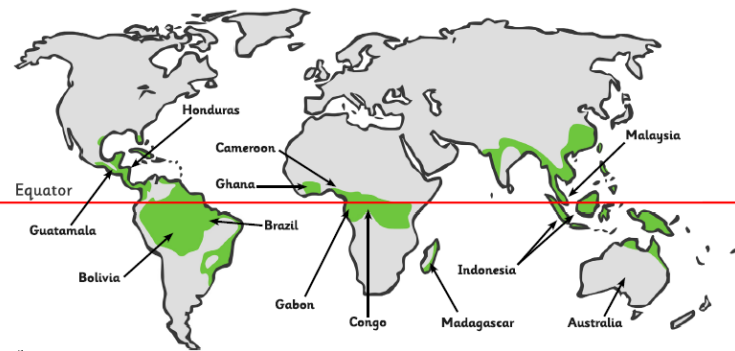 Honduras
Cameroon
Malaysia
Ghana
Equator
Guatamala
Brazil
Bolivia
Indonesia
Gabon
Congo
Madagascar
Australia